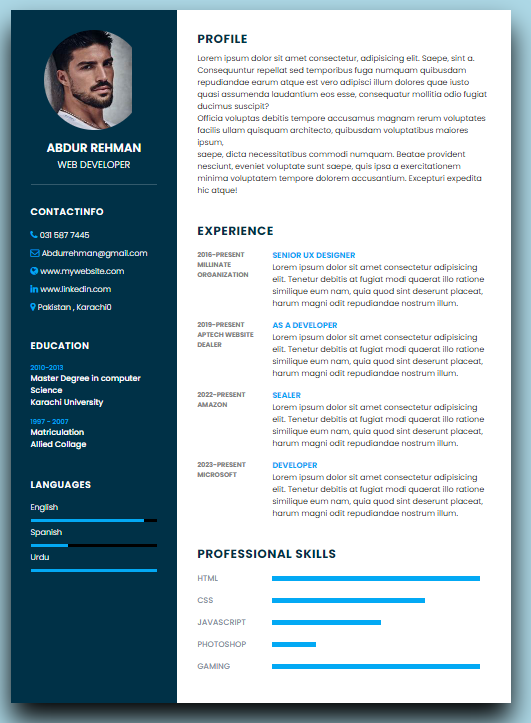 ABDUR REHMAN
WEB DEVELOPER
CONTACTINFO
031 587 7445
Abdurrehman@gmail.com
www.mywebsite.com
www.linkedin.com
Pakistan , Karachi0
EDUCATION
2010-2013
Master Degree in computer
Science
Karachi University
1997 - 2007
Matriculation
Allied Collage
LANGUAGES
English
Spanish
Urdu
PROFILE
Lorem ipsum dolor sit amet consectetur, adipisicing elit. Saepe, sint a.
Consequuntur repellat sed temporibus fuga numquam quibusdam
repudiandae earum atque est vero adipisci illum dolores quae iusto
quasi assumenda laudantium eos esse, consequatur mollitia odio fugiat
ducimus suscipit?
Officia voluptas debitis tempore accusamus magnam rerum voluptates
facilis ullam quisquam architecto, quibusdam voluptatibus maiores
ipsum,
saepe, dicta necessitatibus commodi numquam. Beatae provident
nesciunt, eveniet voluptate sunt saepe, quis ipsa a exercitationem
minima voluptatem tempore dolorem accusantium. Excepturi expedita
hic atque!
EXPERIENCE
2016-PRESENT
MILLINATE
ORGANIZATION
SENIOR UX DESIGNER
Lorem ipsum dolor sit amet consectetur adipisicing
elit. Tenetur debitis at fugiat modi quaerat illo ratione
similique eum nam, quia quod sint deserunt placeat,
harum magni odit repudiandae nostrum illum.
2019-PRESENT
APTECH WEBSITE
DEALER
AS A DEVELOPER
Lorem ipsum dolor sit amet consectetur adipisicing
elit. Tenetur debitis at fugiat modi quaerat illo ratione
similique eum nam, quia quod sint deserunt placeat,
harum magni odit repudiandae nostrum illum.
2022-PRESENT
AMAZON
SEALER
Lorem ipsum dolor sit amet consectetur adipisicing
elit. Tenetur debitis at fugiat modi quaerat illo ratione
similique eum nam, quia quod sint deserunt placeat,
harum magni odit repudiandae nostrum illum.
2023-PRESENT
MICROSOFT
DEVELOPER
Lorem ipsum dolor sit amet consectetur adipisicing
elit. Tenetur debitis at fugiat modi quaerat illo ratione
similique eum nam, quia quod sint deserunt placeat,
harum magni odit repudiandae nostrum illum.
PROFESSIONAL SKILLS
HTML
CSS
JAVASCRIPT
PHOTOSHOP
GAMING